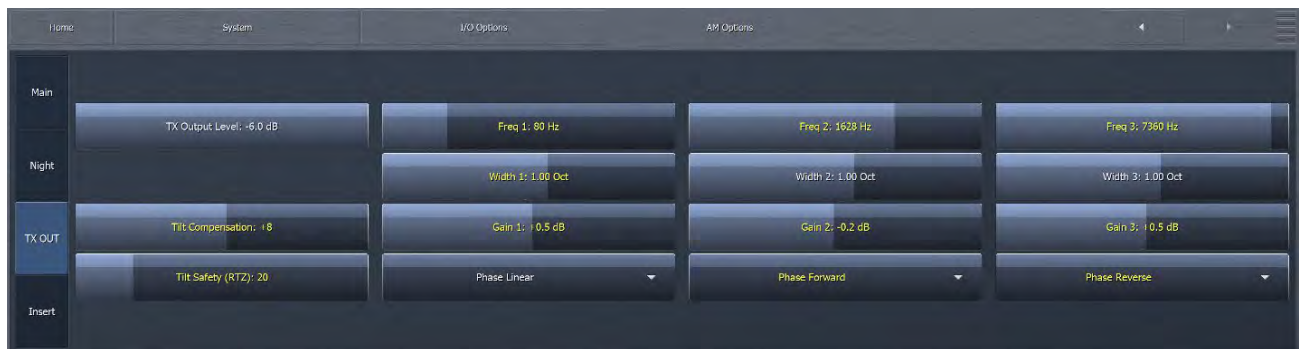 Home System I/O Options AM Options
Main
TX Output Level: -6.0 dB Freq 1: 80 Hz Freq 2: 1628 Hz Freq 3: 7360 Hz
Night
Width 1: 1.00 Oct Width 2: 1.00 Oct Width 3: 1.00 Oct
TX OUT
Tilt Compensation: +8 Gain 1: +0.5 dB Gain 2: -0.2 dB Gain 3: +0.5 dB
Tilt Safety (RTZ): 20 Phase Linear Phase Forward Phase Reverse
Insert